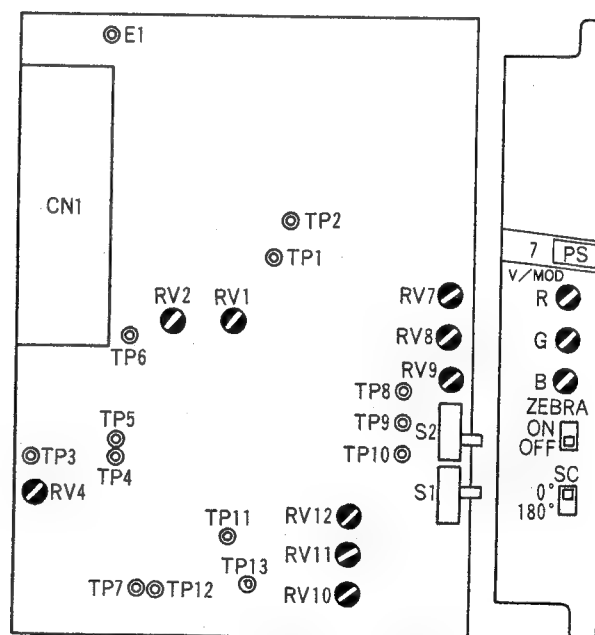 E1
CN1
TP2
TP1
7 PS
V/MOD
RV2 RV1
RV7
R
RV8
G
TP6
RV9
B
TP8
ZEBRA
TP9
S2
ON
OFF
TP5
TP3
TP4
TP10
RV4
S1
SC
0°
180°
TP11
RV12
RV11
TP13
TP7
TP12
RV10